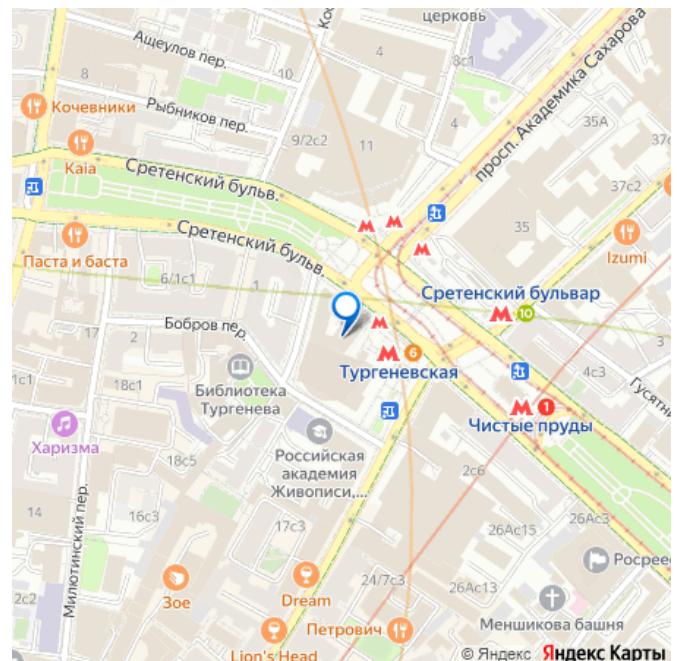 церковь
Ащеулов пер.
4
8с1
8
10
Кочевники
Рыбников пер.
4
35А
9/2с2
11
просп. Академика Сахарова
Kaia
Сретенский бульв.
37с2
35
Сретенский бульв.
Паста и баста
Izumi
6/1с1
1
Сретенский бульвар
10
17
2
Бобров пер.
3
6
Тургеневская
18с1
Библиотека
Тургенева
4с3
1
Чистые пруды
Харизма
Российская
академия
Живописи,...
18с5
2с6
Милютинский пер.
14
16с3
17с3
26Ас15
26Ас3
Росреес
2с2
Зое
Dream
24/7с3
26Ас13
Меншикова башня
Петрович
Lion's Head
© Яндекс Яндекс Карты